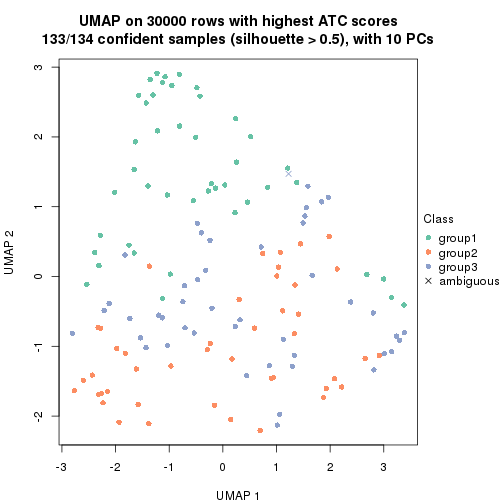 UMAP on 30000 rows with highest ATC scores
133/134 confident samples (silhouette > 0.5), with 10 PCs
3
2
1
0
-1
-2
UMAP 2
-3
-2
-1
0
1
2
3
UMAP 1
Class
group1
group2
group3
ambiguous